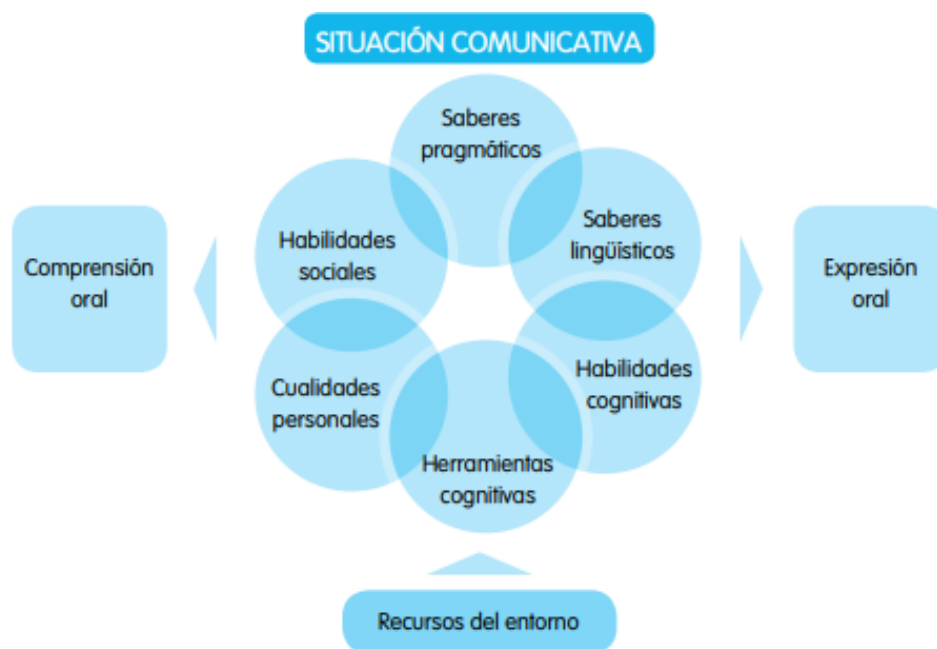 SITUACIÓN COMUNICATIVA
Saberes
pragmáticos
Habilidades
sociales
Saberes
lingüísticos
Comprensión
oral
Expresión
oral
Cualidades
personales
Habilidades
cognitivas
Herramientas
cognitivas
Recursos del entorno